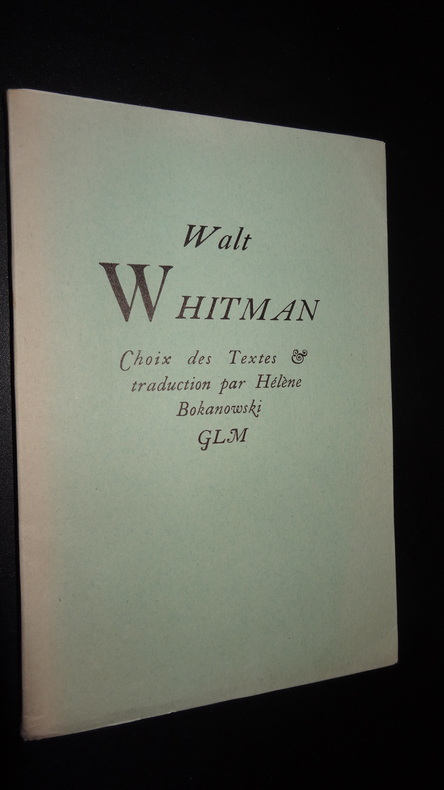 Walt
WHITMAN
Choix des Textes &
traduction par Hélène
Bokanowski
GLM